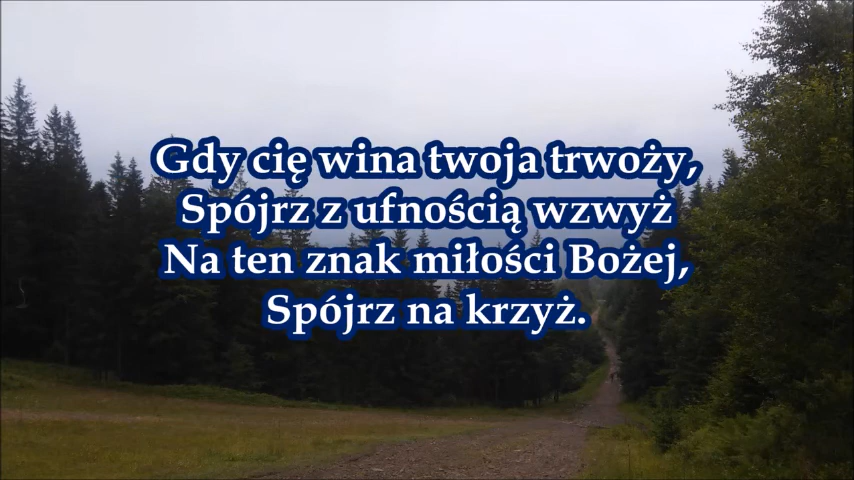 Gdy cię wina twoja trwoży,
Spójrz z ufnością wzwyż
Na ten znak miłości Bożej,
Spójrz na krzyż.